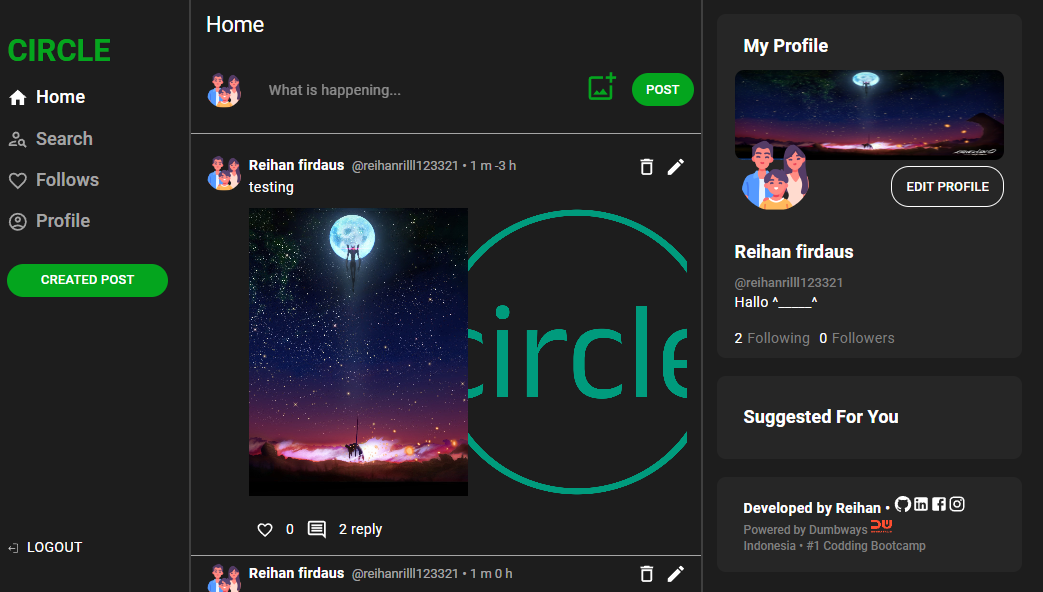 CIRCLE
Home
Search
Follows
Profile
CREATED POST
LOGOUT
Home
What is happening...
POST
Reihan firdaus @reihanrilll123321 • 1 m -3 h
testing
circle
0 2 reply
Reihan firdaus @reihanrilll123321 • 1 m 0 h
My Profile
EDIT PROFILE
Reihan firdaus
@reihanrilll123321
Hallo ^_____^
2 Following 0 Followers
Suggested For You
Developed by Reihan •
Powered by Dumbways
Indonesia • #1 Codding Bootcamp